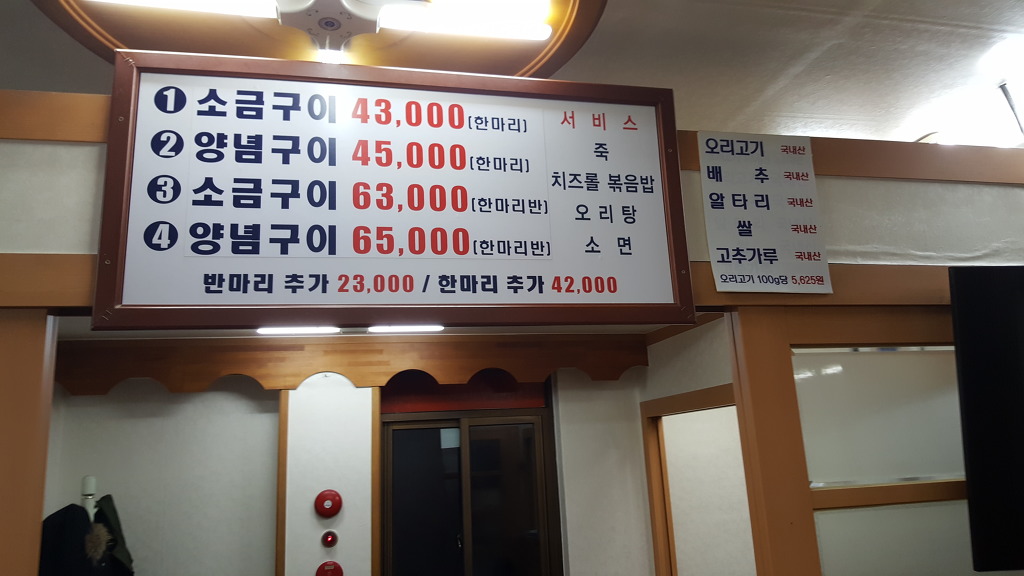 ❶ 소금구이 43,000(한마리)
❷ 양념구이 45,000(한마리)
❸ 소금구이 63,000(한마리반)
❹ 양념구이 65,000(한마리반)
서비스
죽
치즈롤 볶음밥
오리탕
소면
반마리 추가 23,000 / 한마리 추가 42,000
오리고기 국내산
배추 국내산
알타리 국내산
쌀 국내산
고추가루 국내산
오리고기 100g당 5,625원